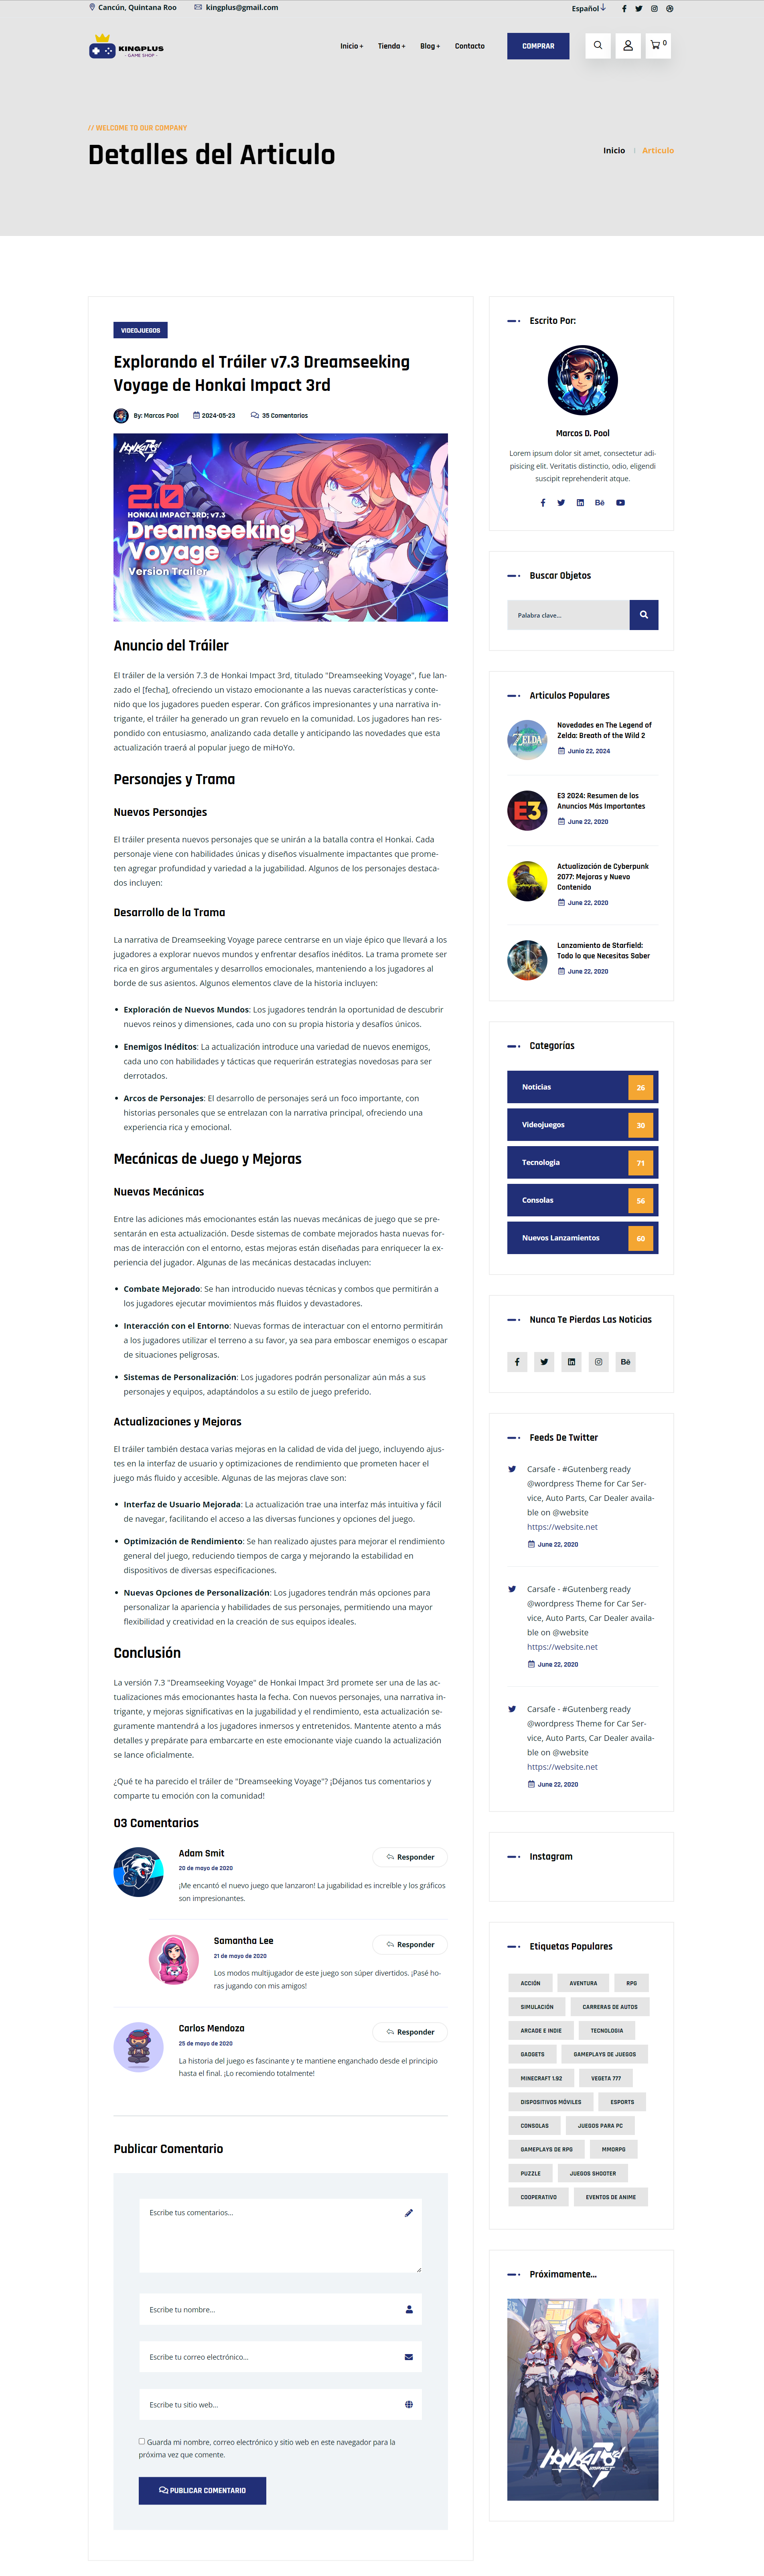 Cancún, Quintana Roo
kingplus@gmail.com
Español
KINGPLUS
- GAME SHOP -
Inicio +
Tienda +
Blog +
Contacto
COMPRAR
0
// WELCOME TO OUR COMPANY
Detalles del Articulo
Inicio
Articulo
VIDEOJUEGOS
Explorando el Tráiler v7.3 Dreamseeking
Voyage de Honkai Impact 3rd
By: Marcos Pool
2024-05-23
35 Comentarios
2.0
HONKAI IMPACT 3RD: v7.3
Dreamseeking
Voyage
Version Trailer
Anuncio del Tráiler
El tráiler de la versión 7.3 de Honkai Impact 3rd, titulado "Dreamseeking Voyage", fue lan-
zado el [fecha], ofreciendo un vistazo emocionante a las nuevas características y conte-
nido que los jugadores pueden esperar. Con gráficos impresionantes y una narrativa in-
trigante, el tráiler ha generado un gran revuelo en la comunidad. Los jugadores han res-
pondido con entusiasmo, analizando cada detalle y anticipando las novedades que esta
actualización traerá al popular juego de miHoYo.
Personajes y Trama
Nuevos Personajes
El tráiler presenta nuevos personajes que se unirán a la batalla contra el Honkai. Cada
personaje viene con habilidades únicas y diseños visualmente impactantes que prome-
ten agregar profundidad y variedad a la jugabilidad. Algunos de los personajes destaca-
dos incluyen:
Desarrollo de la Trama
La narrativa de Dreamseeking Voyage parece centrarse en un viaje épico que llevará a los
jugadores a explorar nuevos mundos y enfrentar desafíos inéditos. La trama promete ser
rica en giros argumentales y desarrollos emocionales, manteniendo a los jugadores al
borde de sus asientos. Algunos elementos clave de la historia incluyen:
• Exploración de Nuevos Mundos: Los jugadores tendrán la oportunidad de descubrir
nuevos reinos y dimensiones, cada uno con su propia historia y desafíos únicos.
• Enemigos Inéditos: La actualización introduce una variedad de nuevos enemigos,
cada uno con habilidades y tácticas que requerirán estrategias novedosas para ser
derrotados.
• Arcos de Personajes: El desarrollo de personajes será un foco importante, con
historias personales que se entrelazan con la narrativa principal, ofreciendo una
experiencia rica y emocional.
Mecánicas de Juego y Mejoras
Nuevas Mecánicas
Entre las adiciones más emocionantes están las nuevas mecánicas de juego que se pre-
sentarán en esta actualización. Desde sistemas de combate mejorados hasta nuevas for-
mas de interacción con el entorno, estas mejoras están diseñadas para enriquecer la ex-
periencia del jugador. Algunas de las mecánicas destacadas incluyen:
• Combate Mejorado: Se han introducido nuevas técnicas y combos que permitirán a
los jugadores ejecutar movimientos más fluidos y devastadores.
• Interacción con el Entorno: Nuevas formas de interactuar con el entorno permitirán
a los jugadores utilizar el terreno a su favor, ya sea para emboscar enemigos o escapar
de situaciones peligrosas.
• Sistemas de Personalización: Los jugadores podrán personalizar aún más a sus
personajes y equipos, adaptándolos a su estilo de juego preferido.
Actualizaciones y Mejoras
El tráiler también destaca varias mejoras en la calidad de vida del juego, incluyendo ajus-
tes en la interfaz de usuario y optimizaciones de rendimiento que prometen hacer el
juego más fluido y accesible. Algunas de las mejoras clave son:
• Interfaz de Usuario Mejorada: La actualización trae una interfaz más intuitiva y fácil
de navegar, facilitando el acceso a las diversas funciones y opciones del juego.
• Optimización de Rendimiento: Se han realizado ajustes para mejorar el rendimiento
general del juego, reduciendo tiempos de carga y mejorando la estabilidad en
dispositivos de diversas especificaciones.
• Nuevas Opciones de Personalización: Los jugadores tendrán más opciones para
personalizar la apariencia y habilidades de sus personajes, permitiendo una mayor
flexibilidad y creatividad en la creación de sus equipos ideales.
Conclusión
La versión 7.3 "Dreamseeking Voyage" de Honkai Impact 3rd promete ser una de las ac-
tualizaciones más emocionantes hasta la fecha. Con nuevos personajes, una narrativa in-
trigante, y mejoras significativas en la jugabilidad y el rendimiento, esta actualización se-
guramente mantendrá a los jugadores inmersos y entretenidos. Mantente atento a más
detalles y prepárate para embarcarte en este emocionante viaje cuando la actualización
se lance oficialmente.
¿Qué te ha parecido el tráiler de "Dreamseeking Voyage"? ¡Déjanos tus comentarios y
comparte tu emoción con la comunidad!
03 Comentarios
Adam Smit
20 de mayo de 2020
Responder
¡Me encantó el nuevo juego que lanzaron! La jugabilidad es increíble y los gráficos
son impresionantes.
Samantha Lee
21 de mayo de 2020
Responder
Los modos multijugador de este juego son súper divertidos. ¡Pasé ho-
ras jugando con mis amigos!
Carlos Mendoza
25 de mayo de 2020
Responder
La historia del juego es fascinante y te mantiene enganchado desde el principio
hasta el final. ¡Lo recomiendo totalmente!
Publicar Comentario
Escribe tus comentarios...
Escribe tu nombre...
Escribe tu correo electrónico...
Escribe tu sitio web...
Guarda mi nombre, correo electrónico y sitio web en este navegador para la
próxima vez que comente.
PUBLICAR COMENTARIO
Escrito Por:
Marcos D. Pool
Lorem ipsum dolor sit amet, consectetur adi-
pisicing elit. Veritatis distinctio, odio, eligendi
suscipit reprehenderit atque.
Bē
Buscar Objetos
Palabra clave...
Articulos Populares
ZELDA
Novedades en The Legend of
Zelda: Breath of the Wild 2
Junio 22, 2024
E3
E3 2024: Resumen de los
Anuncios Más Importantes
June 22, 2020
Actualización de Cyberpunk
2077: Mejoras y Nuevo
Contenido
June 22, 2020
Lanzamiento de Starfield:
Todo lo que Necesitas Saber
June 22, 2020
Categorías
Noticias 26
Videojuegos 30
Tecnologia 71
Consolas 56
Nuevos Lanzamientos 60
Nunca Te Pierdas Las Noticias
Bē
Feeds De Twitter
Carsafe - #Gutenberg ready
@wordpress Theme for Car Ser-
vice, Auto Parts, Car Dealer availa-
ble on @website
https://website.net
June 22, 2020
Carsafe - #Gutenberg ready
@wordpress Theme for Car Ser-
vice, Auto Parts, Car Dealer availa-
ble on @website
https://website.net
June 22, 2020
Carsafe - #Gutenberg ready
@wordpress Theme for Car Ser-
vice, Auto Parts, Car Dealer availa-
ble on @website
https://website.net
June 22, 2020
Instagram
Etiquetas Populares
ACCIÓN AVENTURA RPG
SIMULACIÓN CARRERAS DE AUTOS
ARCADE E INDIE TECNOLOGIA
GADGETS GAMEPLAYS DE JUEGOS
MINECRAFT 1.92 VEGETA 777
DISPOSITIVOS MÓVILES ESPORTS
CONSOLAS JUEGOS PARA PC
GAMEPLAYS DE RPG MMORPG
PUZZLE JUEGOS SHOOTER
COOPERATIVO EVENTOS DE ANIME
Próximamente...
HONKAI 3rd
IMPACT